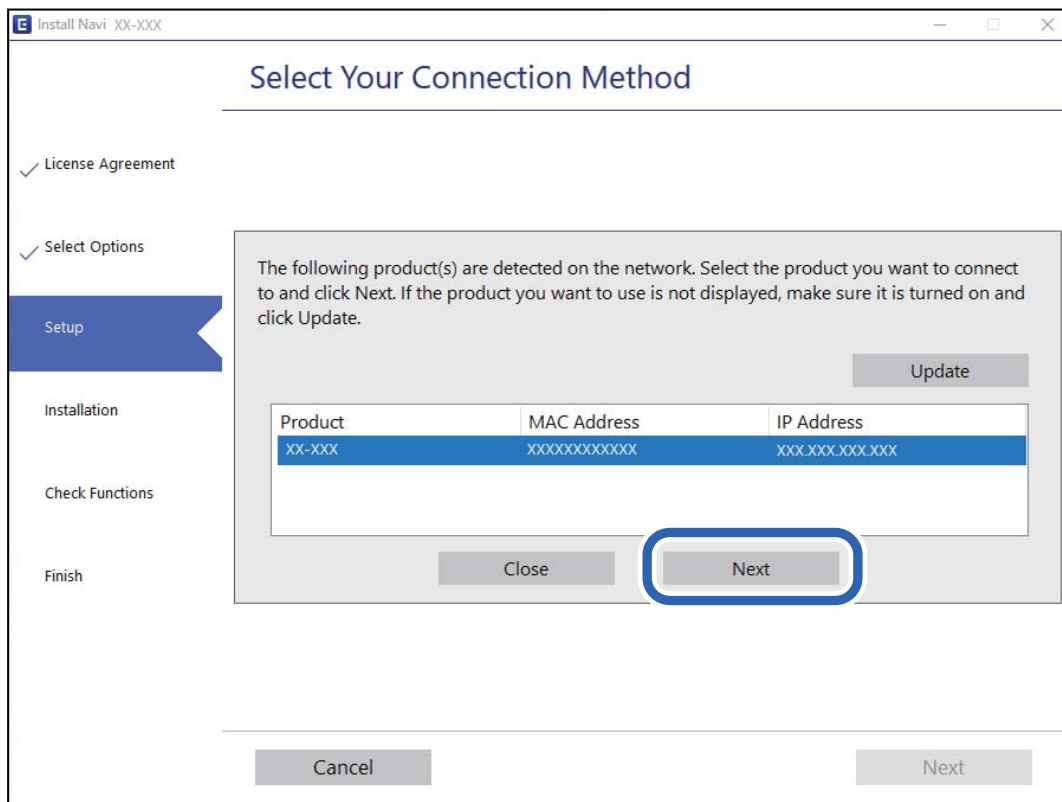 E Install Navi XX-XXX
Select Your Connection Method
License Agreement
Select Options
Setup
Installation
Check Functions
Finish
The following product(s) are detected on the network. Select the product you want to connect
to and click Next. If the product you want to use is not displayed, make sure it is turned on and
click Update.
Update
Product MAC Address IP Address
XX-XXX XXXXXXXXXXXX XXX.XXX.XXX.XXX
Close Next
Cancel Next